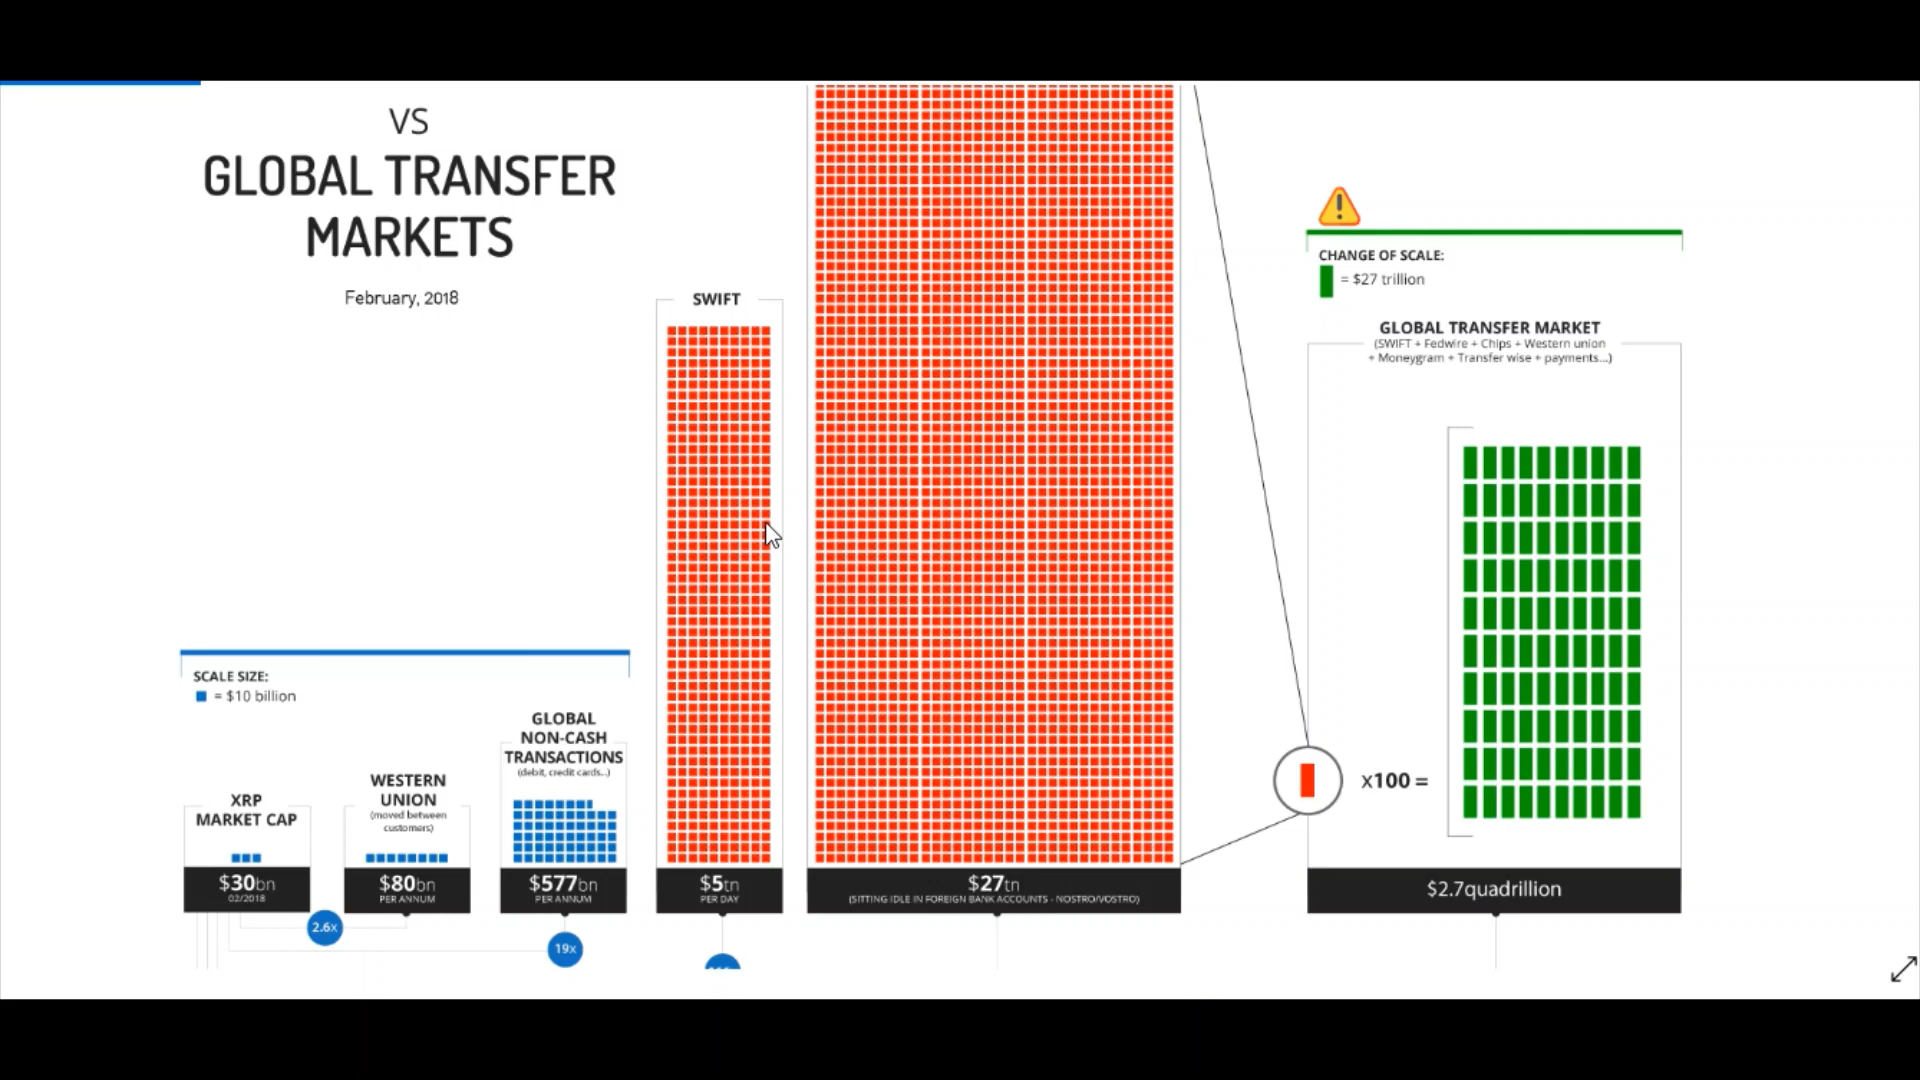 VS
GLOBAL TRANSFER
MARKETS
February, 2018
SCALE SIZE:
= $10 billion
XRP
MARKET CAP
$30bn
02/2018
2.6x
WESTERN
UNION
(moved between
customers)
$80bn
PER ANNUM
GLOBAL
NON-CASH
TRANSACTIONS
(debit, credit cards...)
$577bn
PER ANNUM
19x
SWIFT
$5tn
PER DAY
$27tn
(SITTING IDLE IN FOREIGN BANK ACCOUNTS - NOSTRO/VOSTRO)
CHANGE OF SCALE:
= $27 trillion
GLOBAL TRANSFER MARKET
(SWIFT + Fedwire + Chips + Western union
+ Moneygram + Transfer wise + payments...)
x100 =
$2.7quadrillion